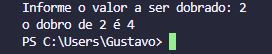 Informe o valor a ser dobrado: 2
o dobro de 2 é 4
PS C:\Users\Gustavo>